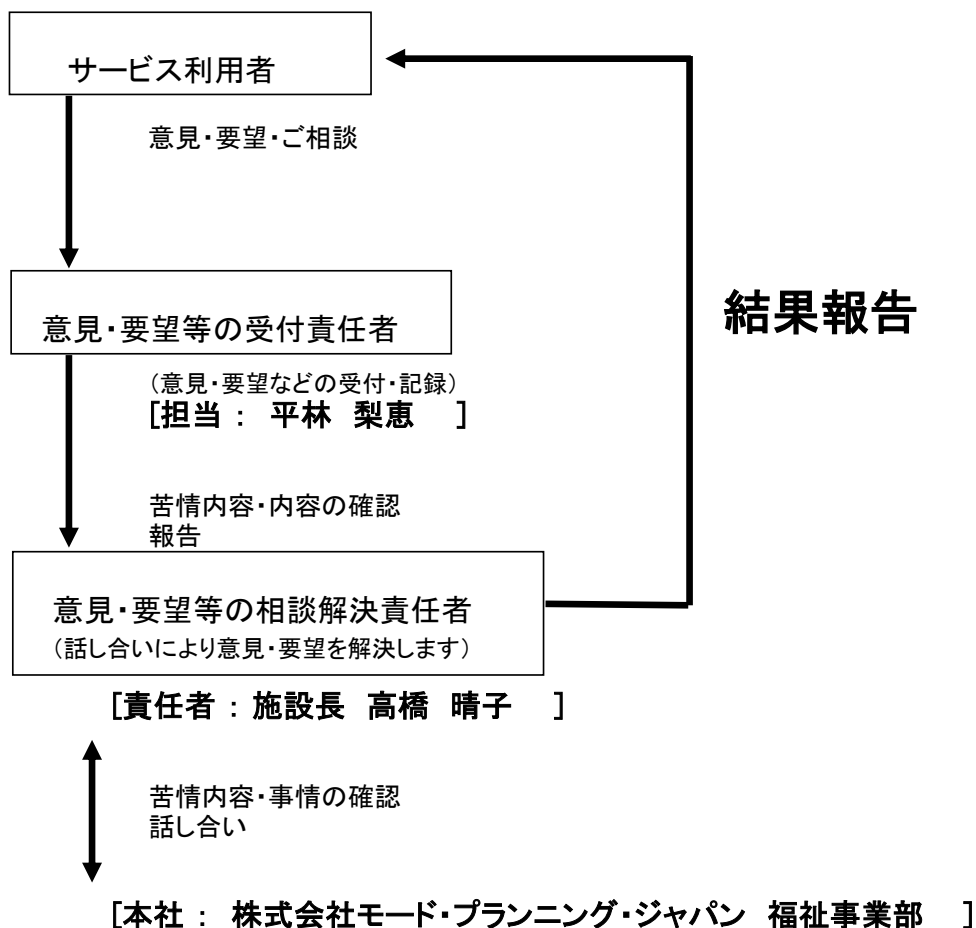 サービス利用者
意見・要望・ご相談
意見・要望等の受付責任者
（意見・要望などの受付・記録）
[担当 ： 平林 梨恵 ]
結果報告
苦情内容・内容の確認
報告
意見・要望等の相談解決責任者
（話し合いにより意見・要望を解決します）
[責任者 ： 施設長 高橋 晴子 ]
苦情内容・事情の確認
話し合い
[本社 ： 株式会社モード・プランニング・ジャパン 福祉事業部 ]